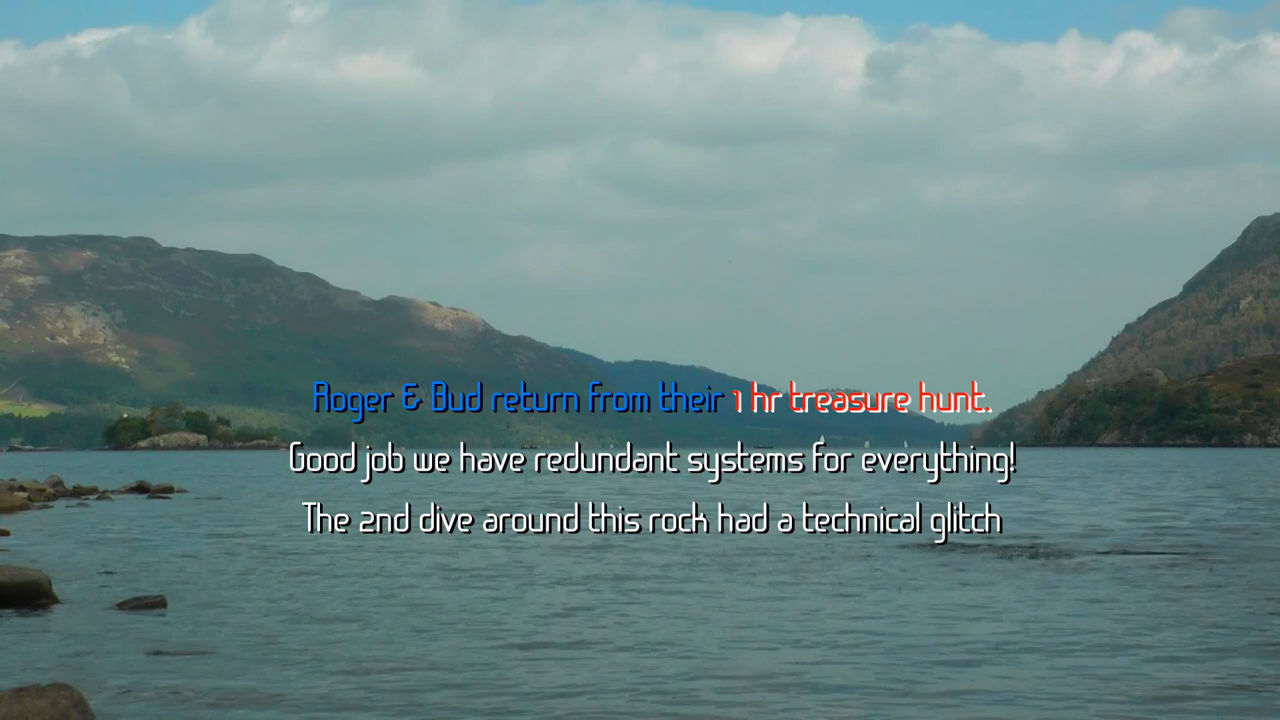 Roger & Bud return from their 1 hr treasure hunt.
Good job we have redundant systems for everything!
The 2nd dive around this rock had a technical glitch